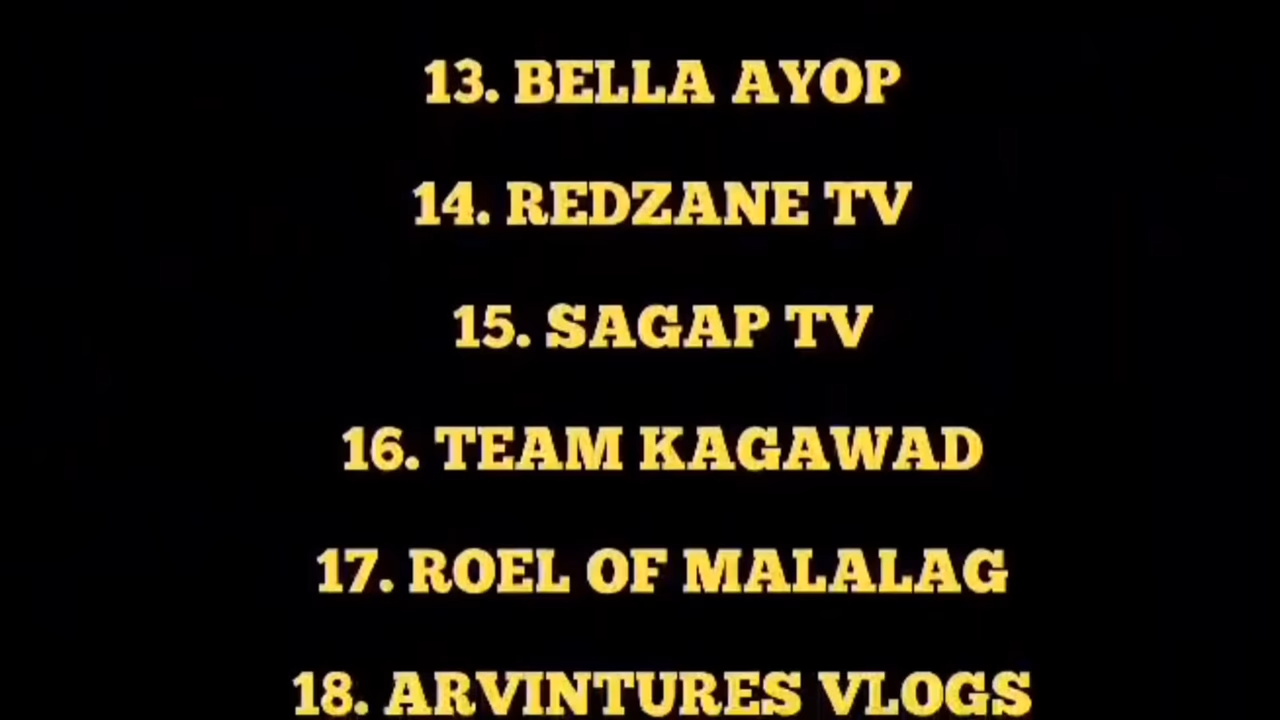 13. BELLA AYOP
14. REDZANE TV
15. SAGAP TV
16. TEAM KAGAWAD
17. ROEL OF MALALAG
18. ARVINTURES VLOGS